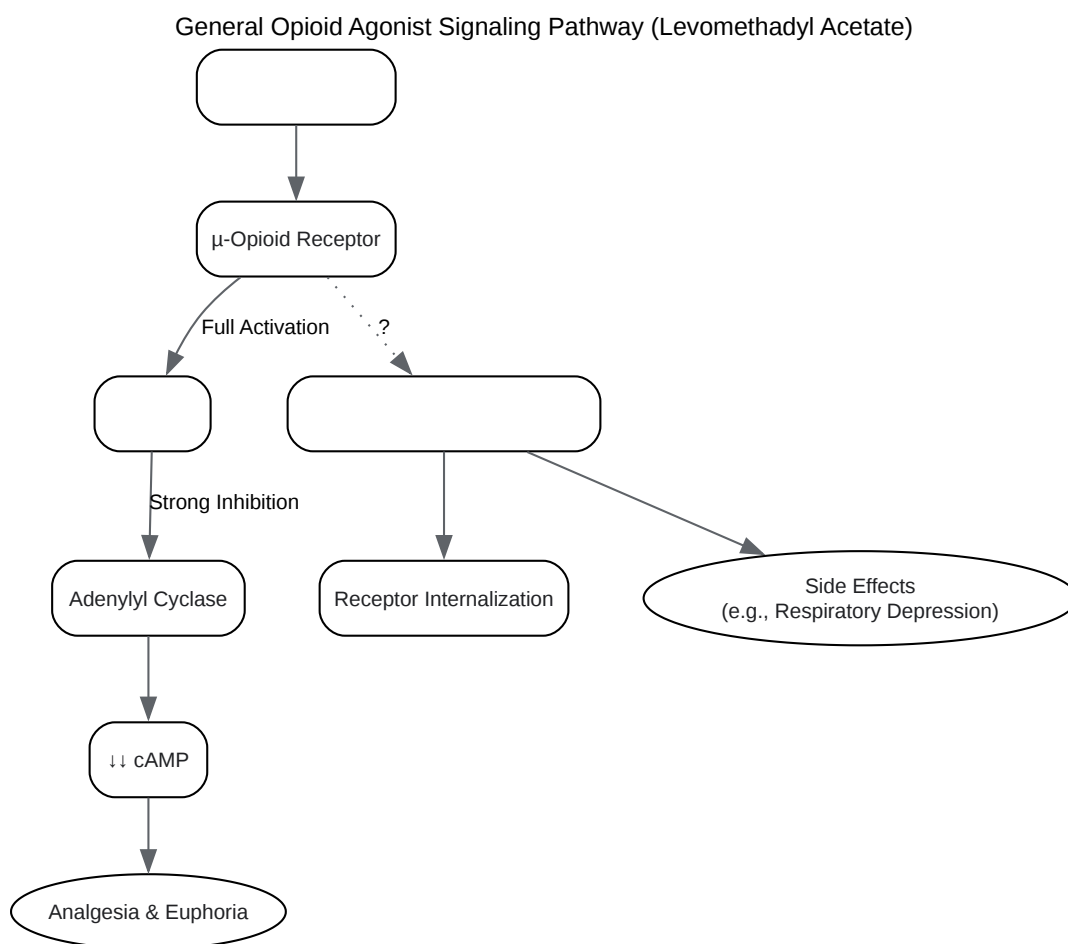 General Opioid Agonist Signaling Pathway (Levomethadyl Acetate)
µ-Opioid Receptor
Full Activation
?
Strong Inhibition
Adenylyl Cyclase
Receptor Internalization
Side Effects
(e.g., Respiratory Depression)
↓↓ cAMP
Analgesia & Euphoria